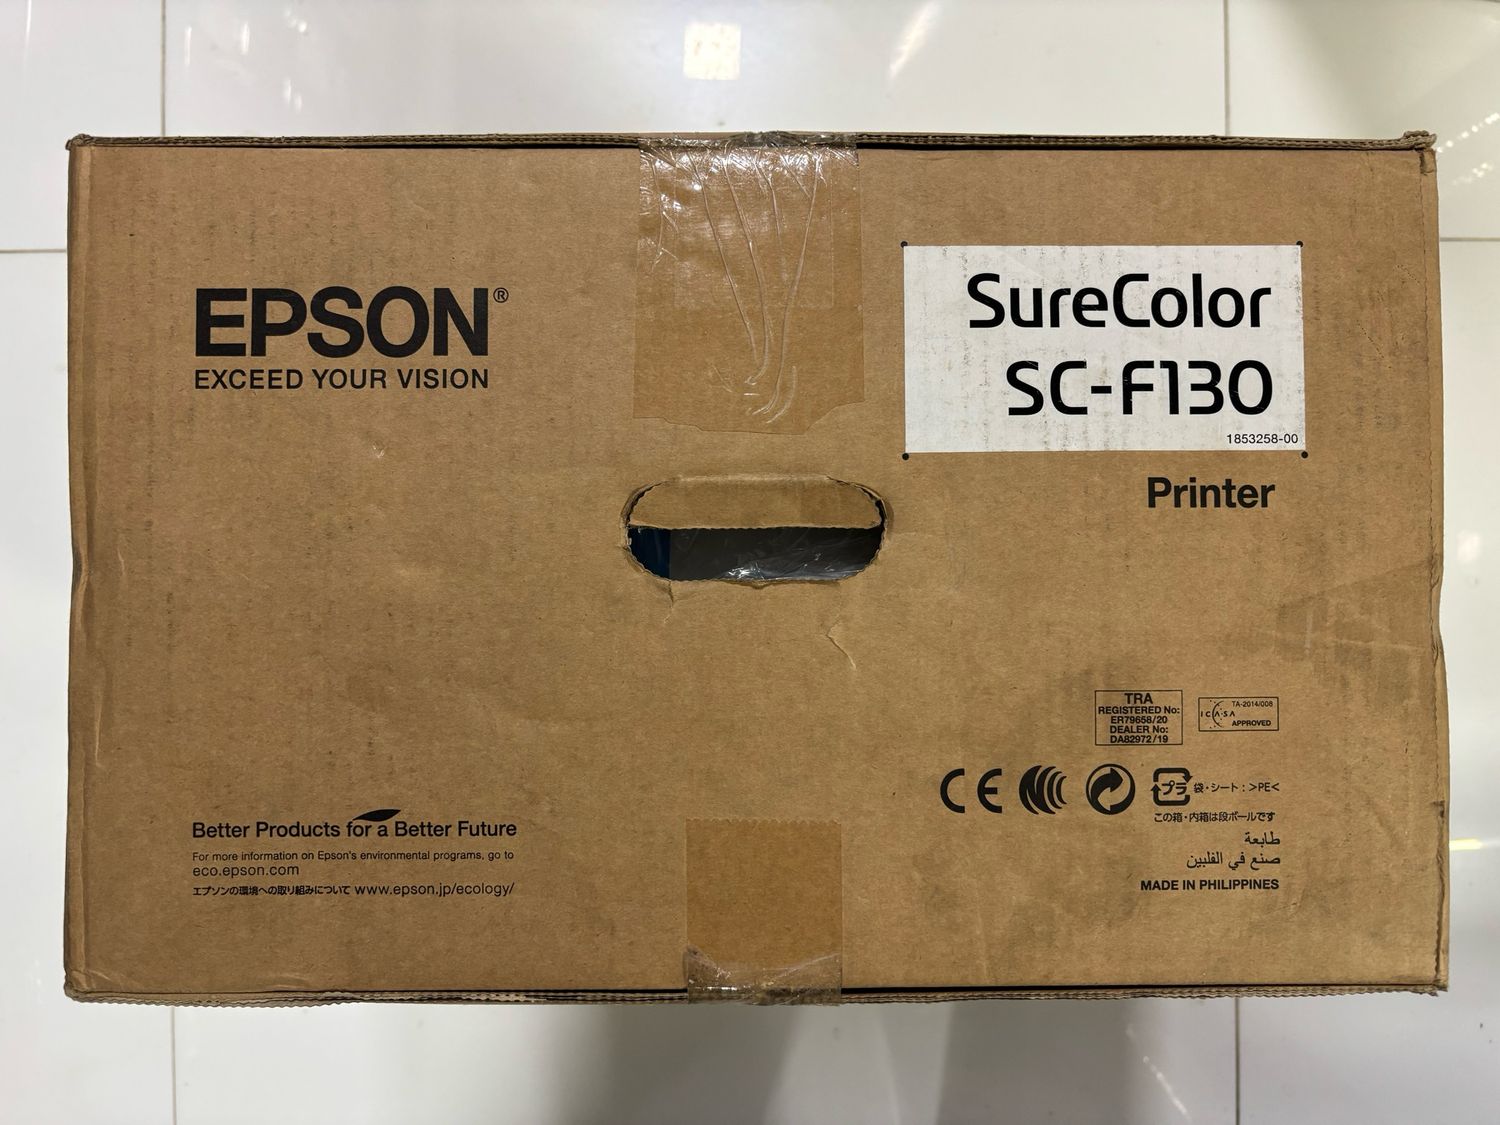 EPSON®
EXCEED YOUR VISION
SureColor
SC-F130
1853258-00
Printer
TRA
REGISTERED No:
ER79658/20
DEALER No:
DA82972/19
TA-2014/008
ICASA
APPROVED
CE
プラ 袋・シート：>PE<
この箱・内箱は段ボールです
طابعة
صنع في الفلبين
MADE IN PHILIPPINES
Better Products for a Better Future
For more information on Epson's environmental programs, go to
eco.epson.com
エプソンの環境への取り組みについて www.epson.jp/ecology/